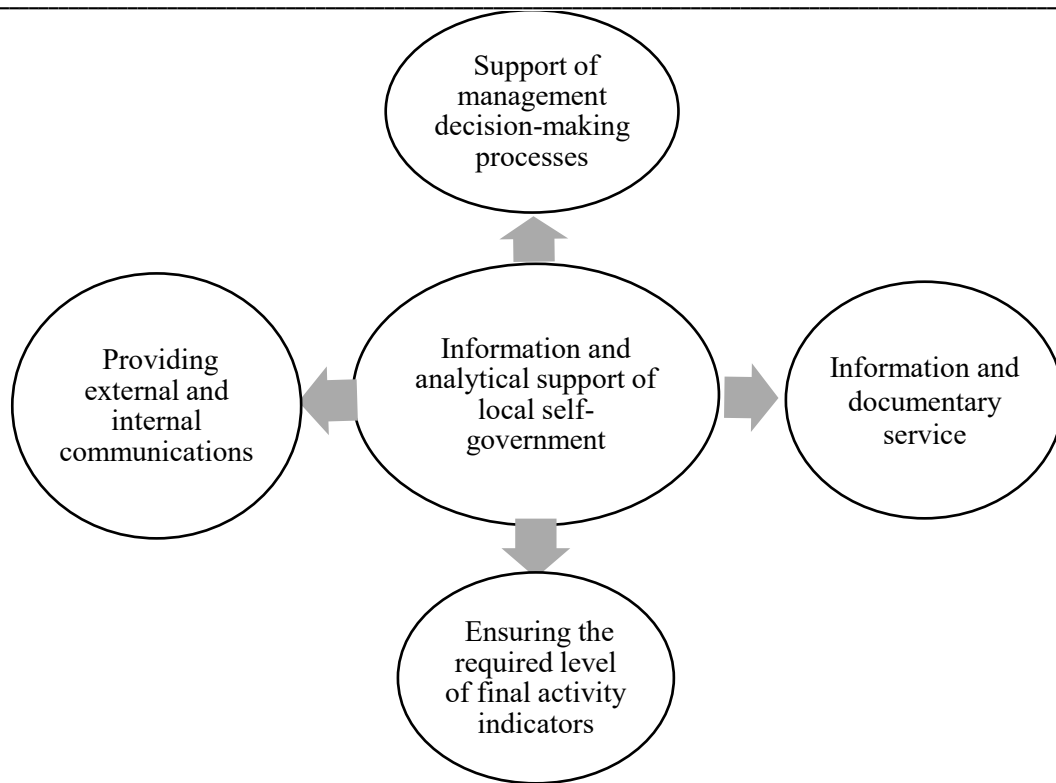 Support of
management
decision-making
processes
Providing
external and
internal
communications
Information and
analytical support of
local self-
government
Information and
documentary
service
Ensuring the
required level
of final activity
indicators